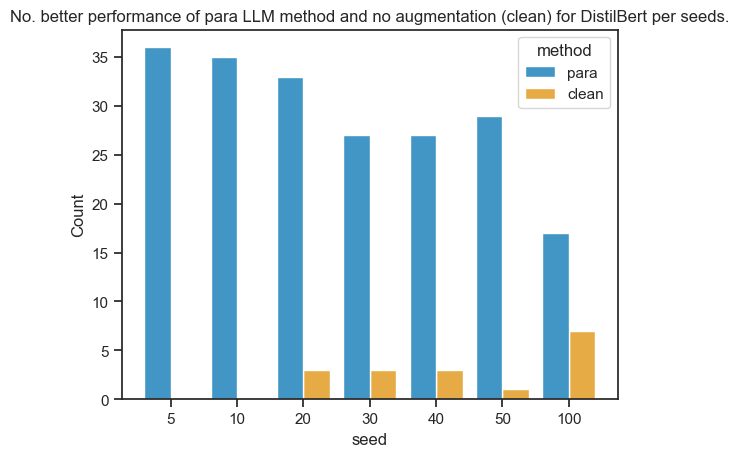 No. better performance of para LLM method and no augmentation (clean) for DistilBert per seeds.
method
para
clean
35
30
25
20
15
10
5
0
Count
5 10 20 30 40 50 100
seed